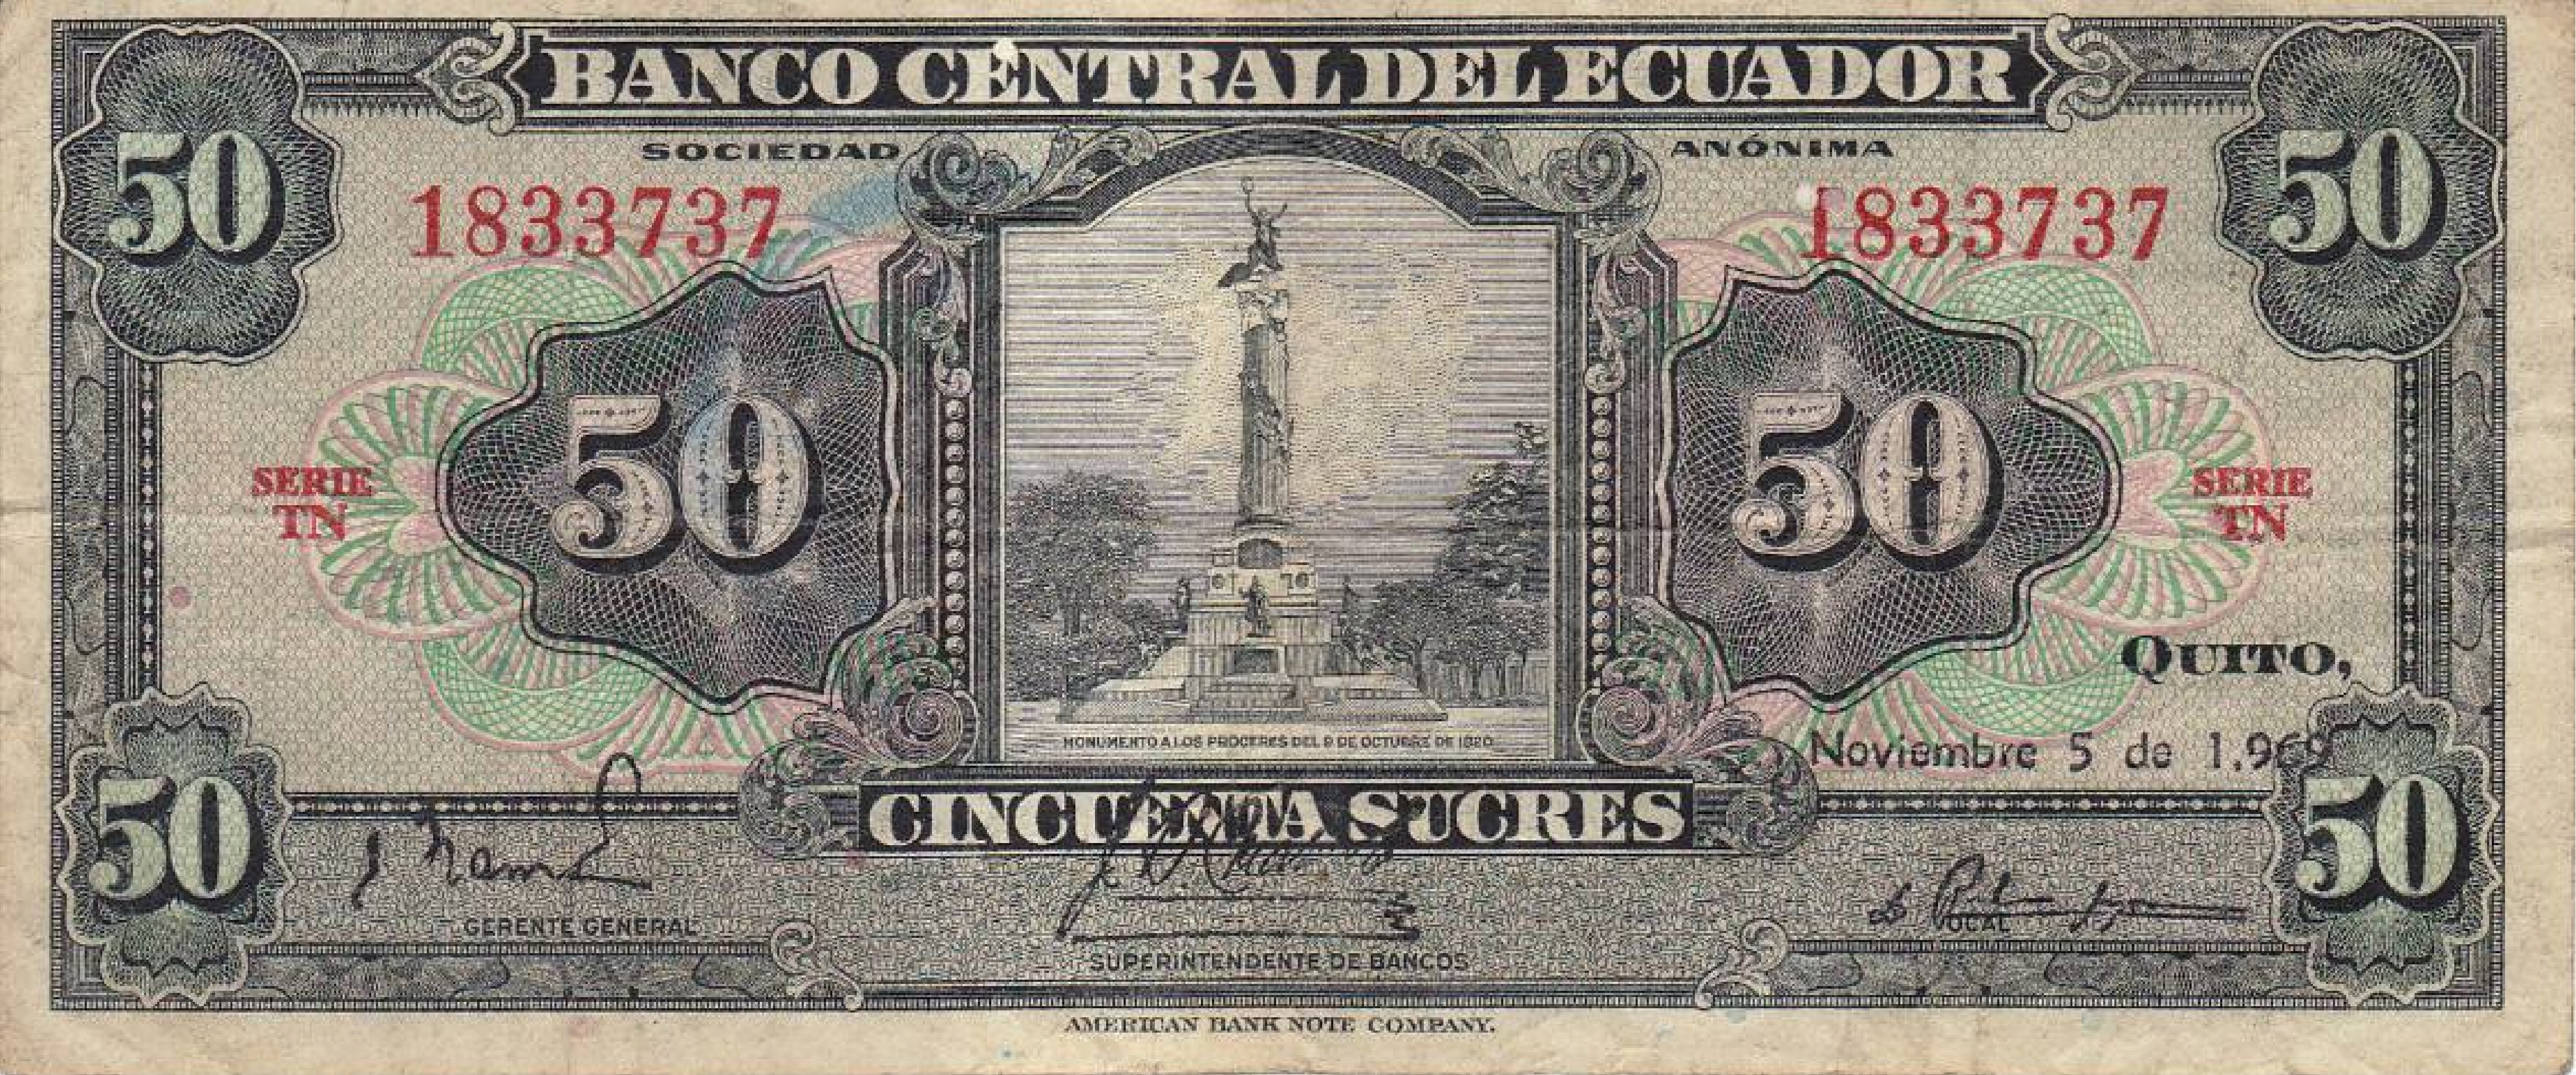 BANCO CENTRAL DEL ECUADOR
SOCIEDAD ANÓNIMA
50 50
1833737 1833737
50 50
SERIE TN SERIE TN
QUITO,
Noviembre 5 de 1.969
MONUMENTO A LOS PROCERES DEL 9 DE OCTUBRE DE 1820
CINCUENTA SUCRES
50 50
GERENTE GENERAL
VOCAL
SUPERINTENDENTE DE BANCOS
AMERICAN BANK NOTE COMPANY.